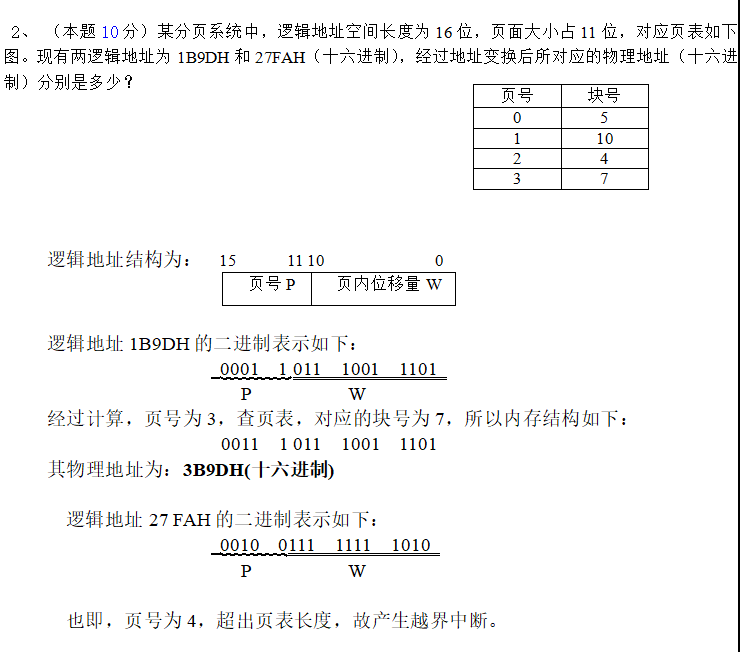 2、 （本题 10 分）某分页系统中，逻辑地址空间长度为 16 位，页面大小占 11 位，对应页表如下
图。现有两逻辑地址为 1B9DH 和 27FAH（十六进制），经过地址变换后所对应的物理地址（十六进
制）分别是多少？
页号 块号
0 5
1 10
2 4
3 7
逻辑地址结构为： 15 11 10 0
页号 P 页内位移量 W
逻辑地址 1B9DH 的二进制表示如下：
0001 1 011 1001 1101
P W
经过计算，页号为 3，查页表，对应的块号为 7，所以内存结构如下：
0011 1 011 1001 1101
其物理地址为：3B9DH(十六进制)
逻辑地址 27 FAH 的二进制表示如下：
0010 0111 1111 1010
P W
也即，页号为 4，超出页表长度，故产生越界中断。